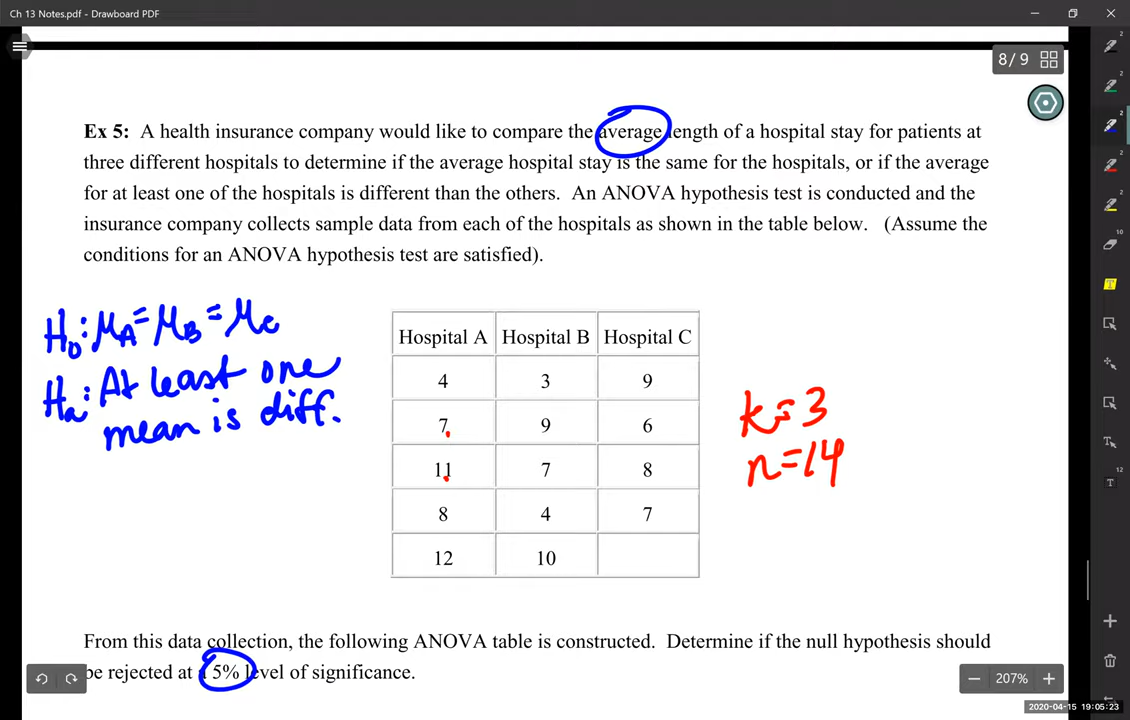 Ch 13 Notes.pdf - Drawboard PDF
8/9
Ex 5: A health insurance company would like to compare the average length of a hospital stay for patients at
three different hospitals to determine if the average hospital stay is the same for the hospitals, or if the average
for at least one of the hospitals is different than the others. An ANOVA hypothesis test is conducted and the
insurance company collects sample data from each of the hospitals as shown in the table below. (Assume the
conditions for an ANOVA hypothesis test are satisfied).
H₀: μA = μB = μC
Ha: At least one
mean is diff.
Hospital A Hospital B Hospital C
4 3 9
7 9 6
11 7 8
8 4 7
12 10
k = 3
n = 14
From this data collection, the following ANOVA table is constructed. Determine if the null hypothesis should
be rejected at a 5% level of significance.
207%
2020-04-15 19:05:23
2
2
2
2
2
10
12